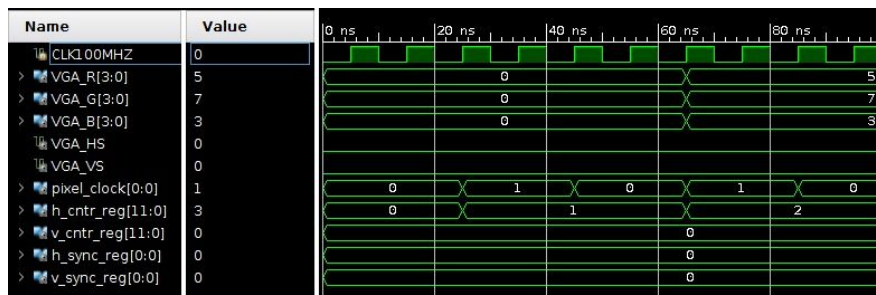 Name Value 0 ns 20 ns 40 ns 60 ns 80 ns
CLK100MHZ 0
VGA_R[3:0] 5 0 5
VGA_G[3:0] 7 0 7
VGA_B[3:0] 3 0 3
VGA_HS 0
VGA_VS 0
pixel_clock[0:0] 1 0 1 0 1 0
h_cntr_reg[11:0] 3 0 1 2
v_cntr_reg[11:0] 0 0
h_sync_reg[0:0] 0 0
v_sync_reg[0:0] 0 0